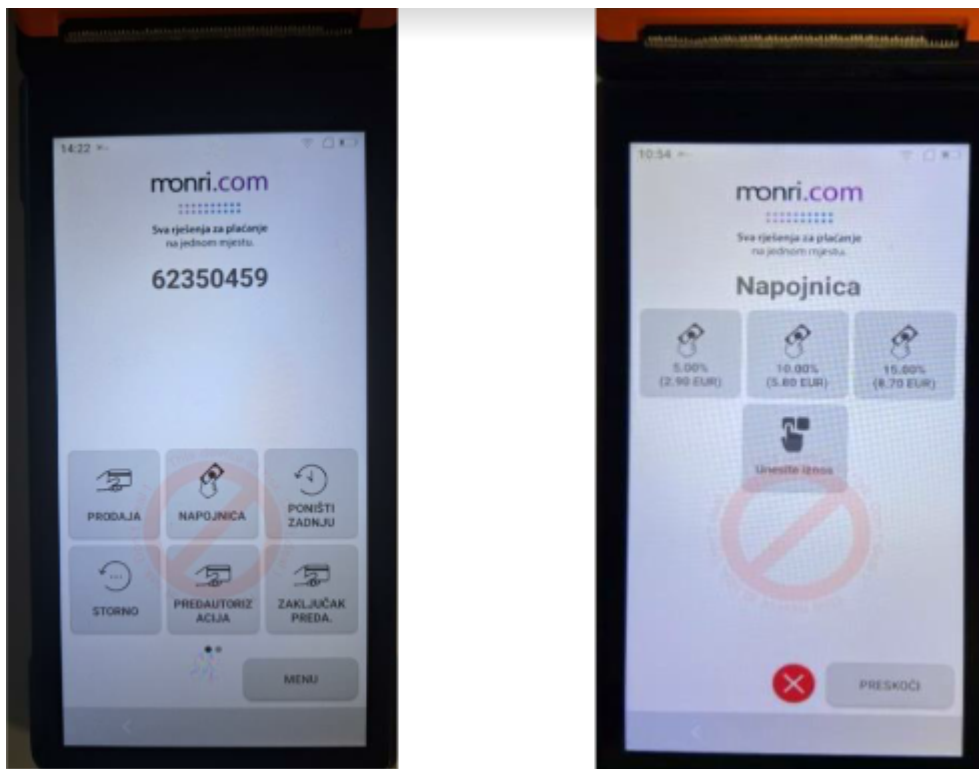 14:22
monri.com
Sva rješenja za plaćanje
na jednom mjestu.
62350459
PRODAJA
NAPOJNICA
PONIŠTI
ZADNJU
STORNO
PREDAUTORIZ
ACIJA
ZAKLJUČAK
PREDA.
MENU
10:54
monri.com
Sva rješenja za plaćanje
na jednom mjestu.
Napojnica
5.00%
(2.90 EUR)
10.00%
(5.80 EUR)
15.00%
(8.70 EUR)
Unesite iznos
PRESKOČI